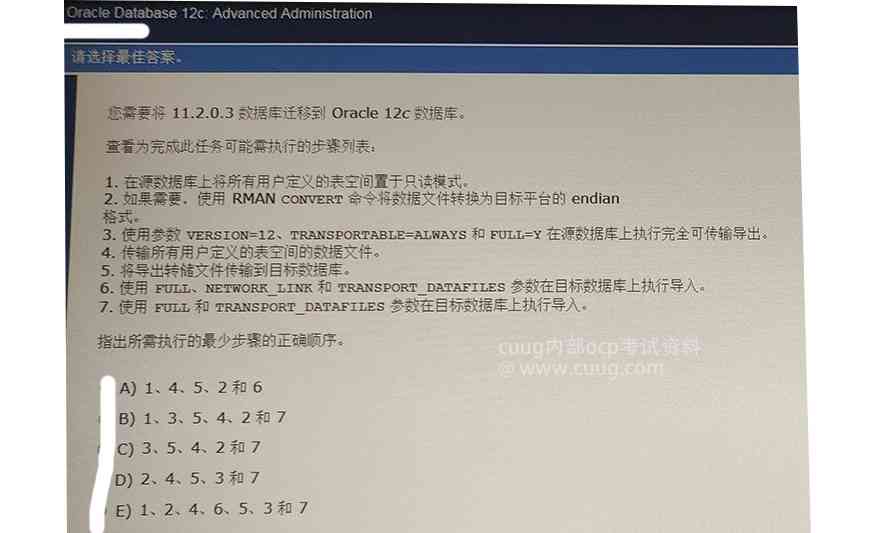 Oracle Database 12c: Advanced Administration
请选择最佳答案。
您需要将 11.2.0.3 数据库迁移到 Oracle 12c 数据库。
查看为完成此任务可能需执行的步骤列表：
1. 在源数据库上将所有用户定义的表空间置于只读模式。
2. 如果需要，使用 RMAN CONVERT 命令将数据文件转换为目标平台的 endian
格式。
3. 使用参数 VERSION=12、TRANSPORTABLE=ALWAYS 和 FULL=Y 在源数据库上执行完全可传输导出。
4. 传输所有用户定义的表空间的数据文件。
5. 将导出转储文件传输到目标数据库。
6. 使用 FULL、NETWORK_LINK 和 TRANSPORT_DATAFILES 参数在目标数据库上执行导入。
7. 使用 FULL 和 TRANSPORT_DATAFILES 参数在目标数据库上执行导入。
指出所需执行的最少步骤的正确顺序。
cuug内部ocp考试资料
@ www.cuug.com
A) 1、4、5、2 和 6
B) 1、3、5、4、2 和 7
C) 3、5、4、2 和 7
D) 2、4、5、3 和 7
E) 1、2、4、6、5、3 和 7